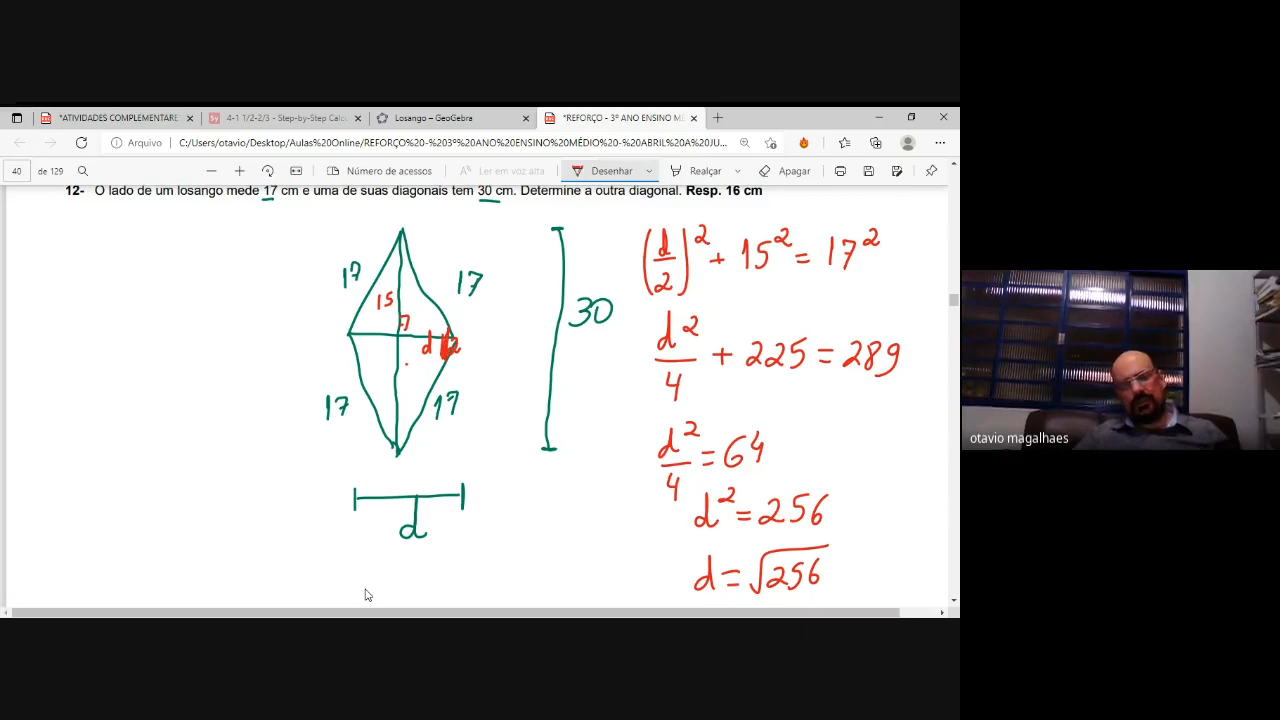 *ATIVIDADES COMPLEMENTARE
4-1 1/2-2/3 - Step-by-Step Calcu
Losango – GeoGebra
*REFORÇO - 3º ANO ENSINO MÉ
Arquivo
C:/Users/otavio/Desktop/Aulas%20Online/REFORÇO%20-%203º%20ANO%20ENSINO%20MÉDIO%20-%20ABRIL%20A%20JU...
40
de 129
Número de acessos
Ler em voz alta
Desenhar
Realçar
Apagar
12- O lado de um losango mede 17 cm e uma de suas diagonais tem 30 cm. Determine a outra diagonal. Resp. 16 cm
17
17
15
30
17
17
d
(d/2)² + 15² = 17²
d²/4 + 225 = 289
d²/4 = 64
d² = 256
d = √256
otavio magalhaes